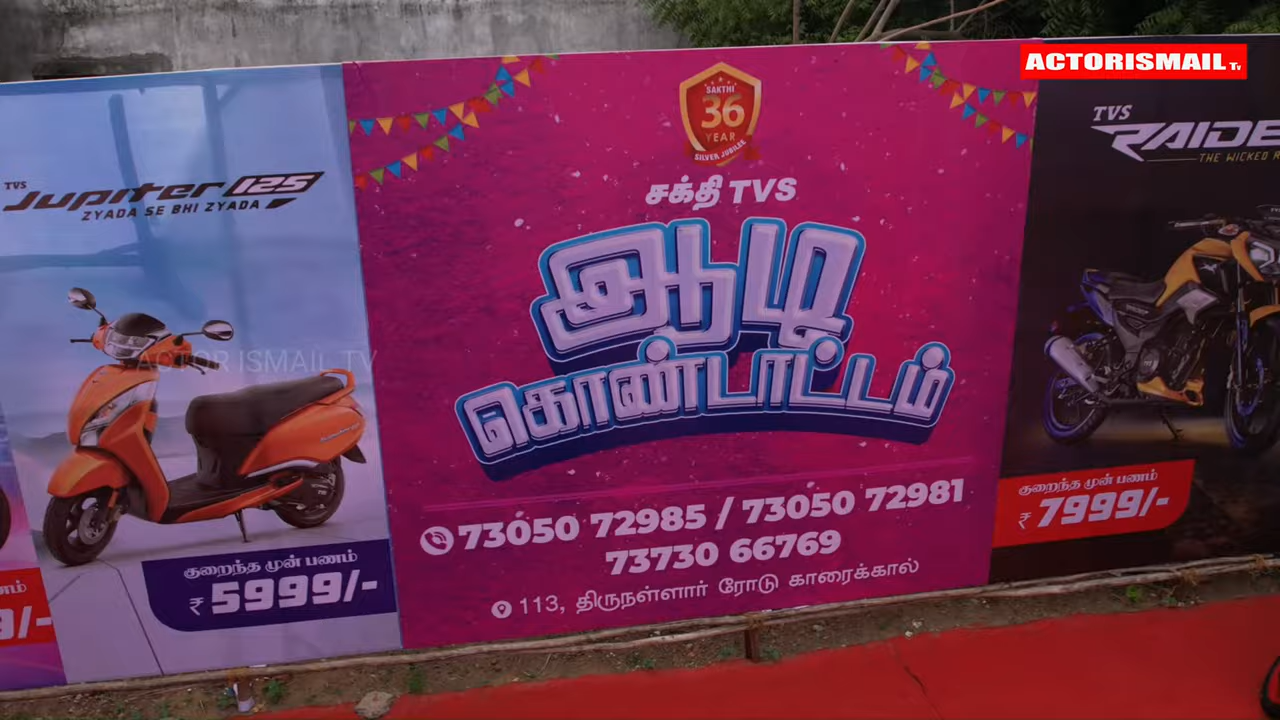 ACTORISMAIL Tv
TVS
Jupiter 125
ZYADA SE BHI ZYADA
ACTOR ISMAIL TV
குறைந்த முன் பணம்
₹ 5999/-
9/-
SAKTHI
36
YEAR
SILVER JUBILEE
சக்தி TVS
ஆடி
கொண்டாட்டம்
73050 72985 / 73050 72981
73730 66769
113, திருநள்ளார் ரோடு காரைக்கால்
TVS
RAIDE
THE WICKED R
குறைந்த முன் பணம்
₹ 7999/-